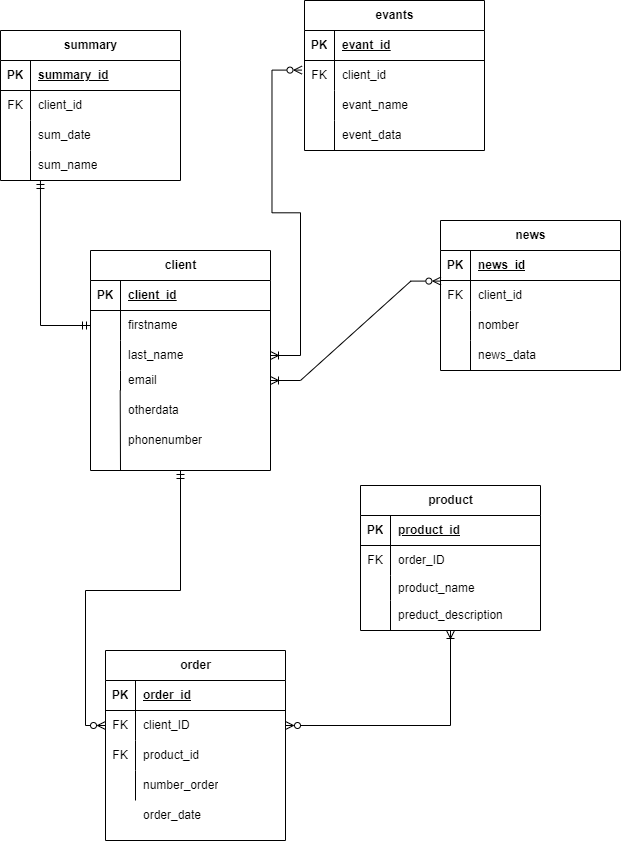 evants
PK evant_id
FK client_id
evant_name
event_data
summary
PK summary_id
FK client_id
sum_date
sum_name
news
PK news_id
FK client_id
nomber
news_data
client
PK client_id
firstname
last_name
email
otherdata
phonenumber
product
PK product_id
FK order_ID
product_name
preduct_description
order
PK order_id
FK client_ID
FK product_id
number_order
order_date